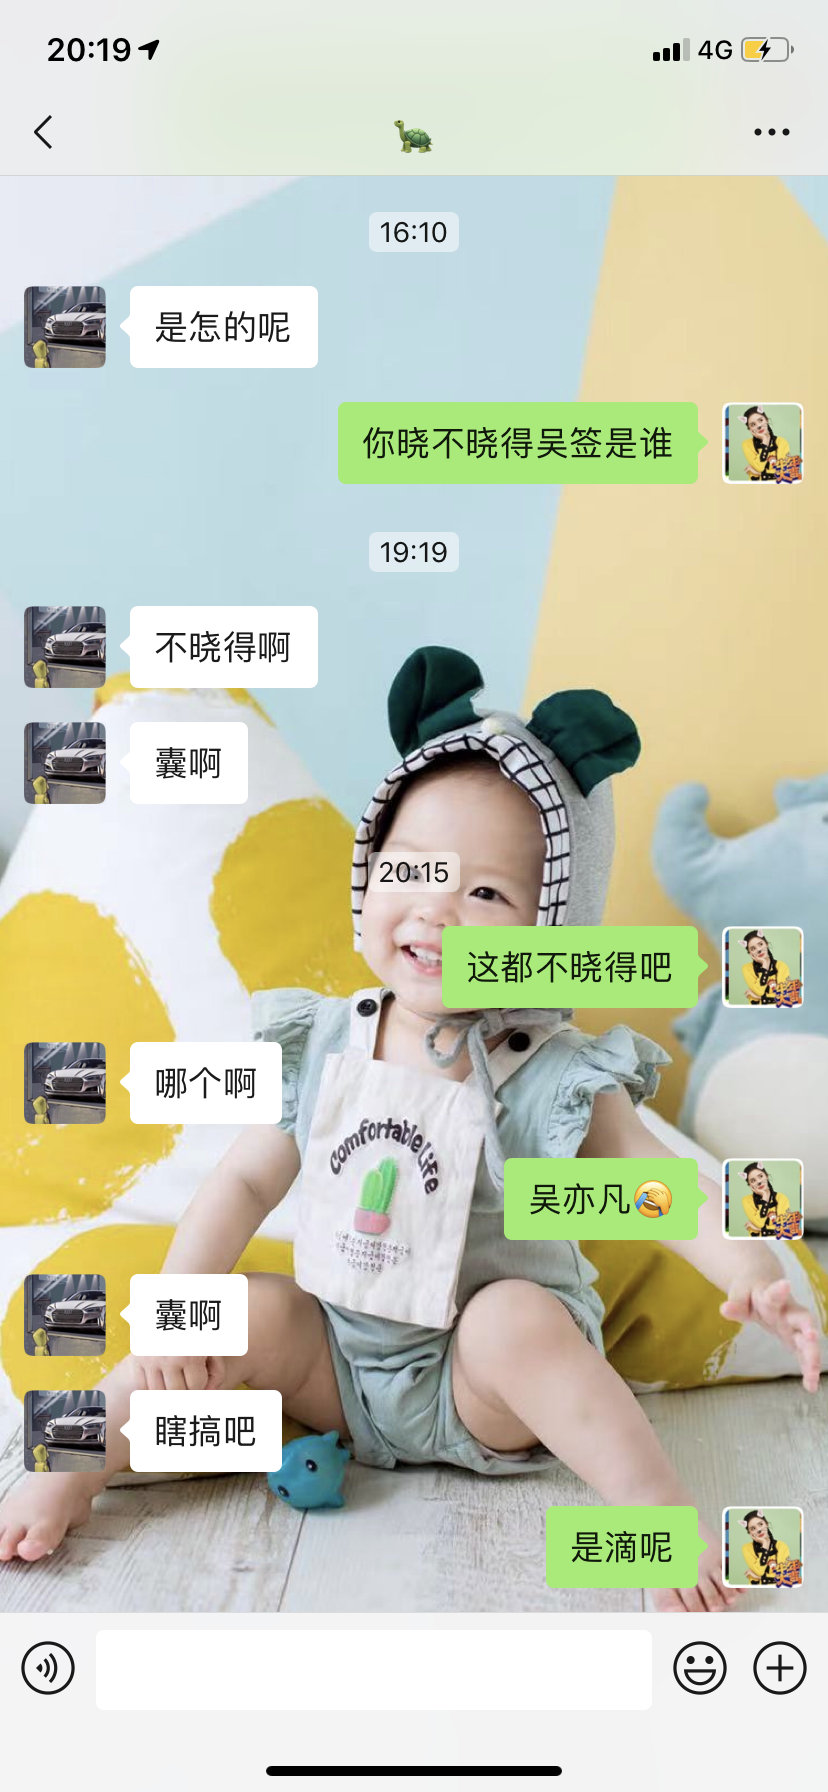 20:19
4G
16:10
是怎的呢
你晓不晓得吴签是谁
19:19
不晓得啊
囊啊
20:15
这都不晓得吧
哪个啊
吴亦凡🤣
囊啊
瞎搞吧
是滴呢
comfortable Life